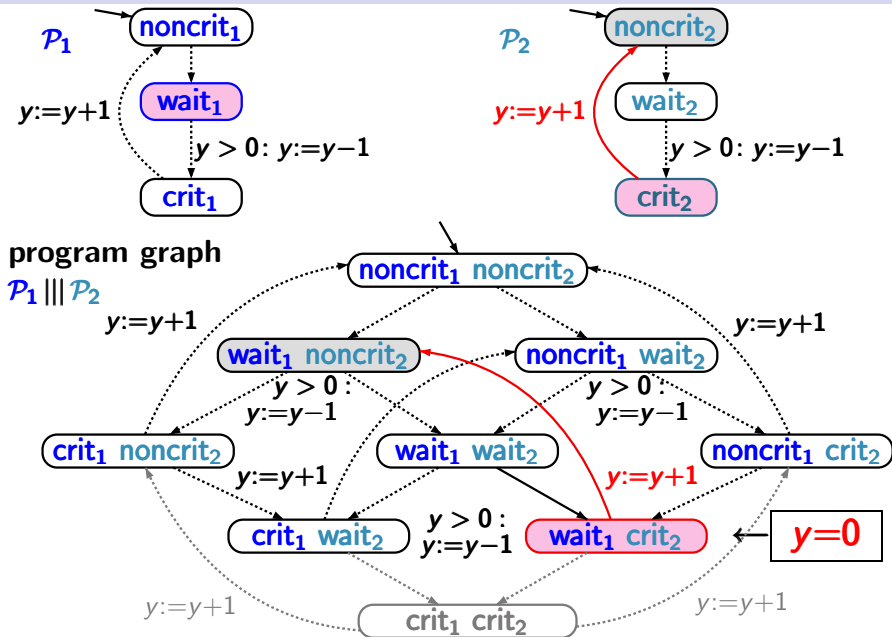 𝒫₁
noncrit₁
wait₁
y:=y+1
y > 0: y:=y−1
crit₁
𝒫₂
noncrit₂
wait₂
y:=y+1
y > 0: y:=y−1
crit₂
program graph
𝒫₁ ||| 𝒫₂
noncrit₁ noncrit₂
y:=y+1
y:=y+1
wait₁ noncrit₂
noncrit₁ wait₂
y > 0 :
y:=y−1
y > 0 :
y:=y−1
crit₁ noncrit₂
wait₁ wait₂
noncrit₁ crit₂
y:=y+1
y:=y+1
crit₁ wait₂
y > 0 :
y:=y−1
wait₁ crit₂
y=0
y:=y+1
y:=y+1
crit₁ crit₂